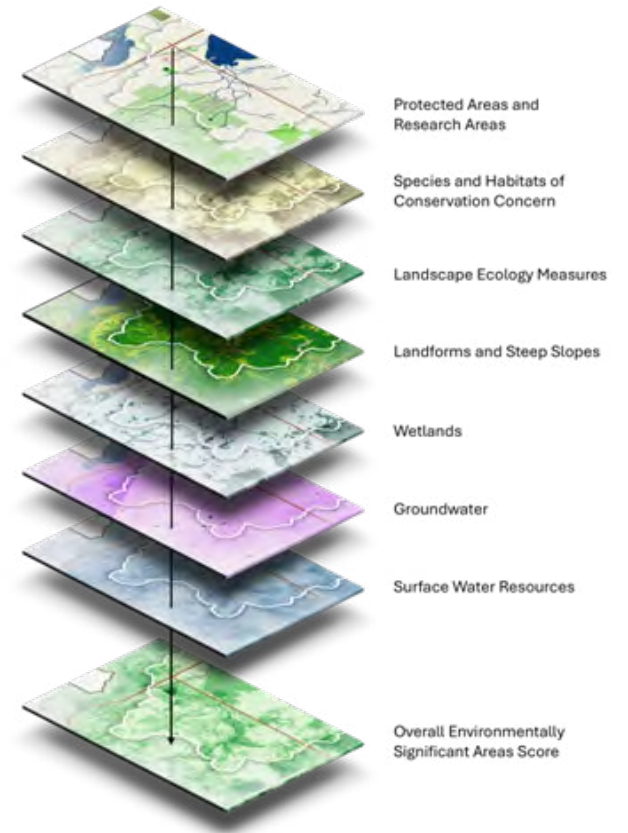 Protected Areas and
Research Areas
Species and Habitats of
Conservation Concern
Landscape Ecology Measures
Landforms and Steep Slopes
Wetlands
Groundwater
Surface Water Resources
Overall Environmentally
Significant Areas Score